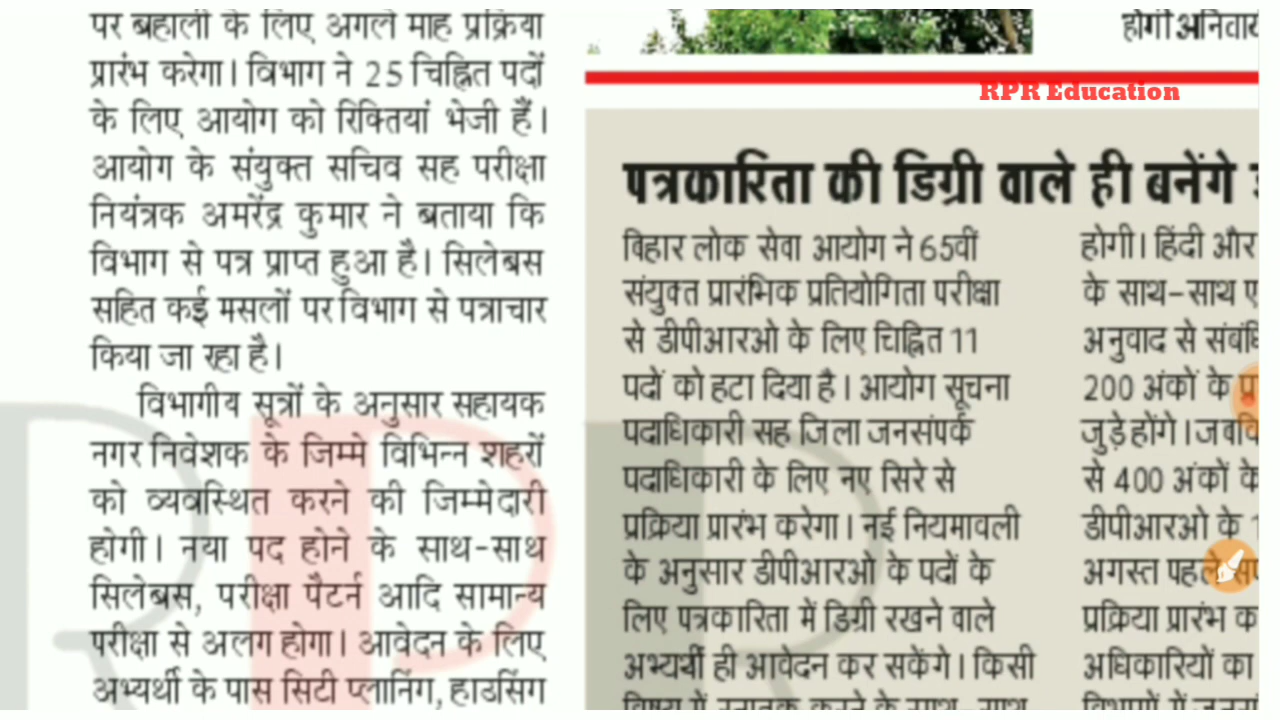 पर बहाली के लिए अगले माह प्रक्रिया
प्रारंभ करेगा। विभाग ने 25 चिह्नित पदों
के लिए आयोग को रिक्तियां भेजी हैं।
आयोग के संयुक्त सचिव सह परीक्षा
नियंत्रक अमरेंद्र कुमार ने बताया कि
विभाग से पत्र प्राप्त हुआ है। सिलेबस
सहित कई मसलों पर विभाग से पत्राचार
किया जा रहा है।
विभागीय सूत्रों के अनुसार सहायक
नगर निवेशक के जिम्मे विभिन्न शहरों
को व्यवस्थित करने की जिम्मेदारी
होगी। नया पद होने के साथ-साथ
सिलेबस, परीक्षा पैटर्न आदि सामान्य
परीक्षा से अलग होगा। आवेदन के लिए
अभ्यर्थी के पास सिटी प्लानिंग, हाउसिंग
होगी अनिवार्य
RPR Education
पत्रकारिता की डिग्री वाले ही बनेंगे
बिहार लोक सेवा आयोग ने 65वीं
संयुक्त प्रारंभिक प्रतियोगिता परीक्षा
से डीपीआरओ के लिए चिह्नित 11
पदों को हटा दिया है। आयोग सूचना
पदाधिकारी सह जिला जनसंपर्क
पदाधिकारी के लिए नए सिरे से
प्रक्रिया प्रारंभ करेगा। नई नियमावली
के अनुसार डीपीआरओ के पदों के
लिए पत्रकारिता में डिग्री रखने वाले
अभ्यर्थी ही आवेदन कर सकेंगे। किसी
विषय में स्नातक करने के साथ-साथ
होगी। हिंदी और
के साथ-साथ
अनुवाद से
200 अंकों के
जुड़े होंगे।
से 400 अंकों के
डीपीआरओ के
अगस्त पहले
प्रक्रिया प्रारंभ
अधिकारियों का
विभागों में